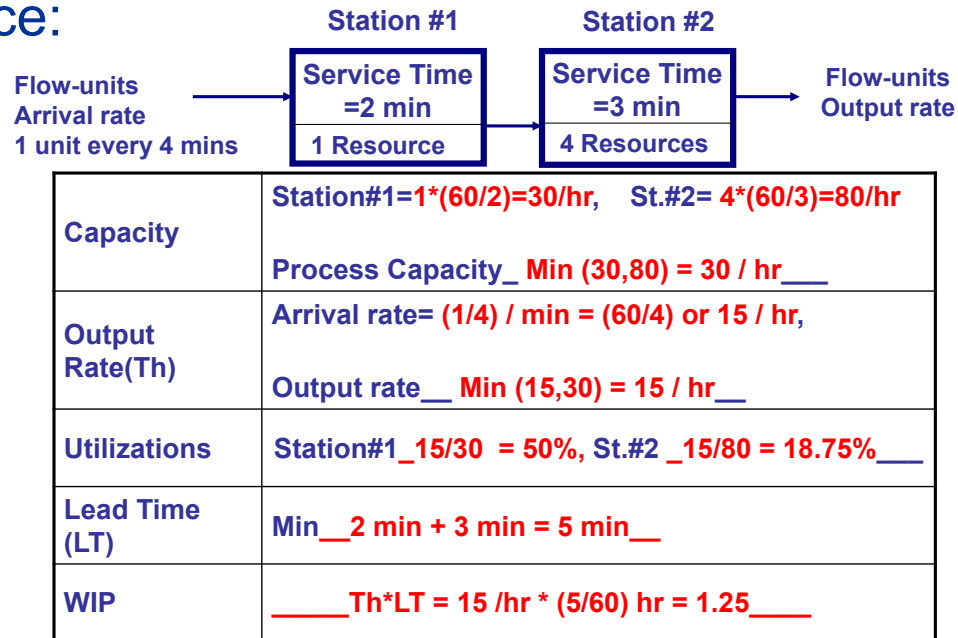 ce:
Station #1
Station #2
Flow-units
Arrival rate
1 unit every 4 mins
Service Time
=2 min
1 Resource
Service Time
=3 min
4 Resources
Flow-units
Output rate
Capacity
Station#1=1*(60/2)=30/hr, St.#2= 4*(60/3)=80/hr
Process Capacity_ Min (30,80) = 30 / hr___
Output
Rate(Th)
Arrival rate= (1/4) / min = (60/4) or 15 / hr,
Output rate__ Min (15,30) = 15 / hr__
Utilizations
Station#1_15/30 = 50%, St.#2 _15/80 = 18.75%___
Lead Time
(LT)
Min__2 min + 3 min = 5 min__
WIP
_____Th*LT = 15 /hr * (5/60) hr = 1.25____